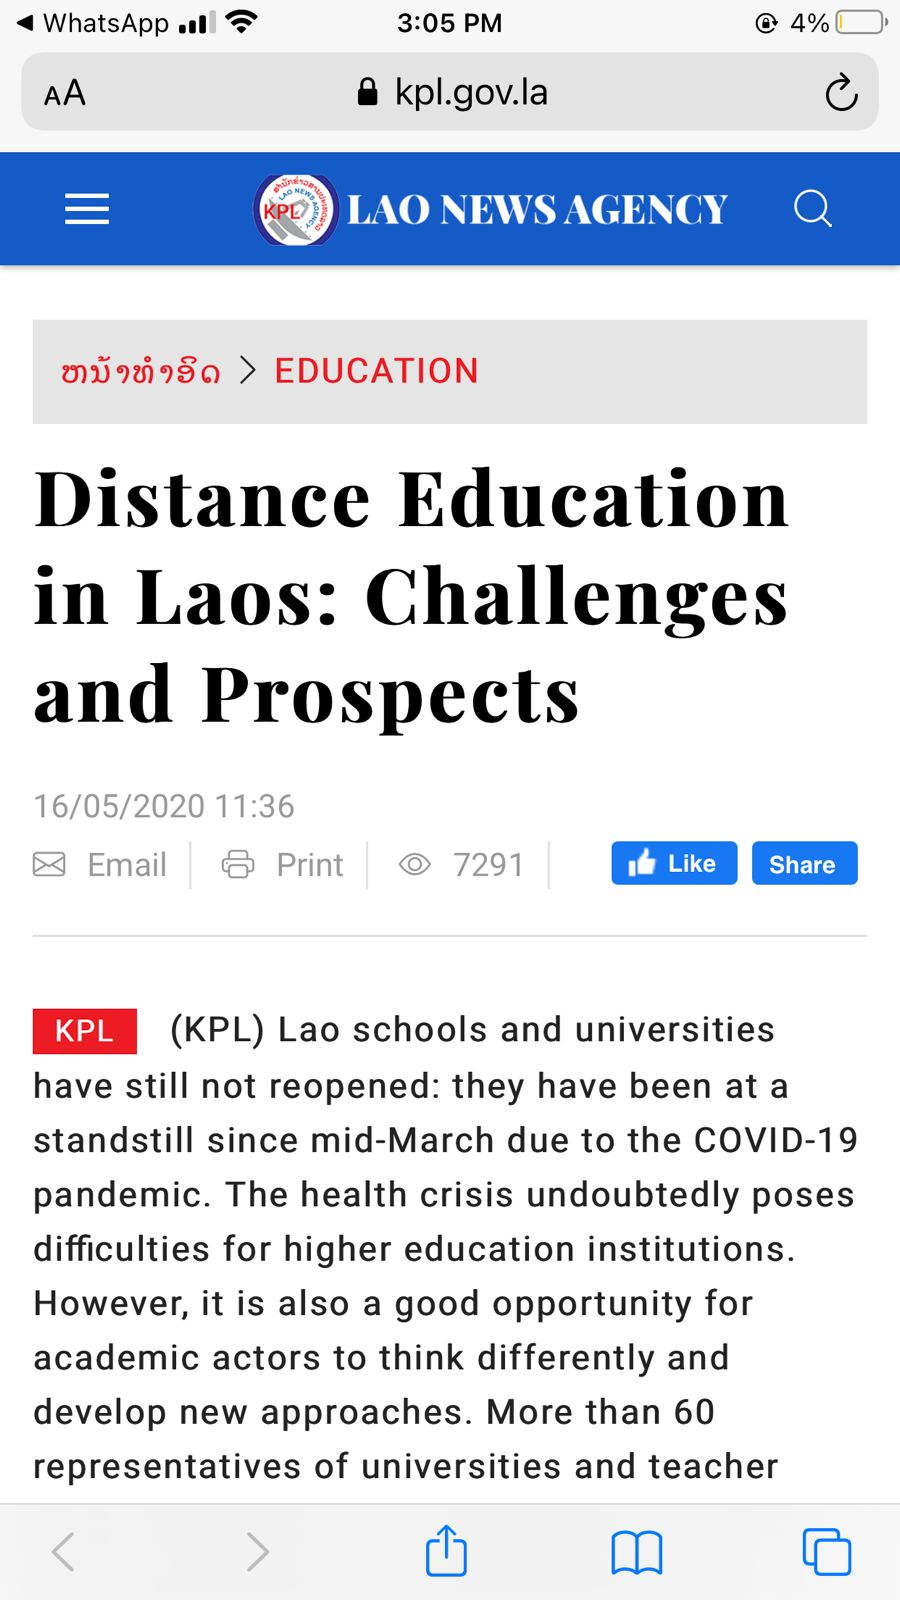 WhatsApp 3:05 PM 4%
AA kpl.gov.la
KPL LAO NEWS AGENCY LAO NEWS AGENCY
ຫນ້າທຳອິດ > EDUCATION
Distance Education
in Laos: Challenges
and Prospects
16/05/2020 11:36
Email Print 7291 Like Share
KPL (KPL) Lao schools and universities
have still not reopened: they have been at a
standstill since mid-March due to the COVID-19
pandemic. The health crisis undoubtedly poses
difficulties for higher education institutions.
However, it is also a good opportunity for
academic actors to think differently and
develop new approaches. More than 60
representatives of universities and teacher